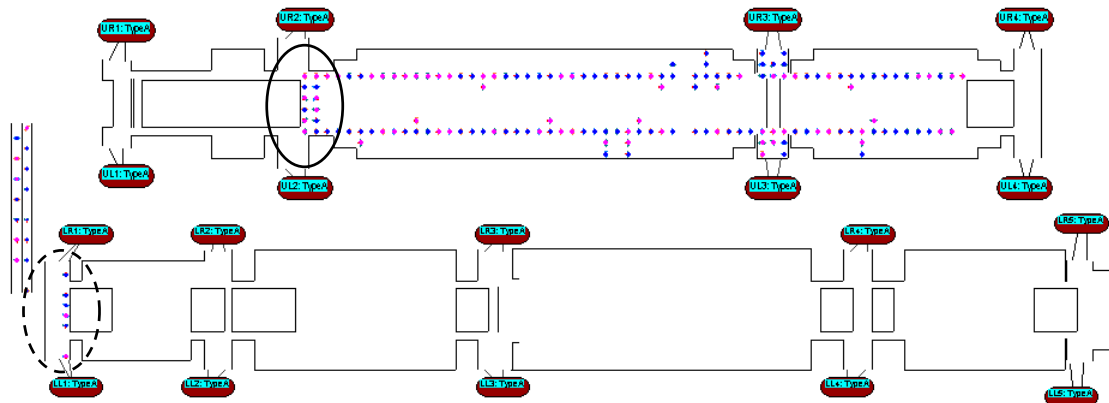 UR1: TypeA
UR2: TypeA
UR3: TypeA
UR4: TypeA
UL1: TypeA
UL2: TypeA
UL3: TypeA
UL4: TypeA
LR1: TypeA
LR2: TypeA
LR3: TypeA
LR4: TypeA
LR5: TypeA
LL1: TypeA
LL2: TypeA
LL3: TypeA
LL4: TypeA
LL5: TypeA